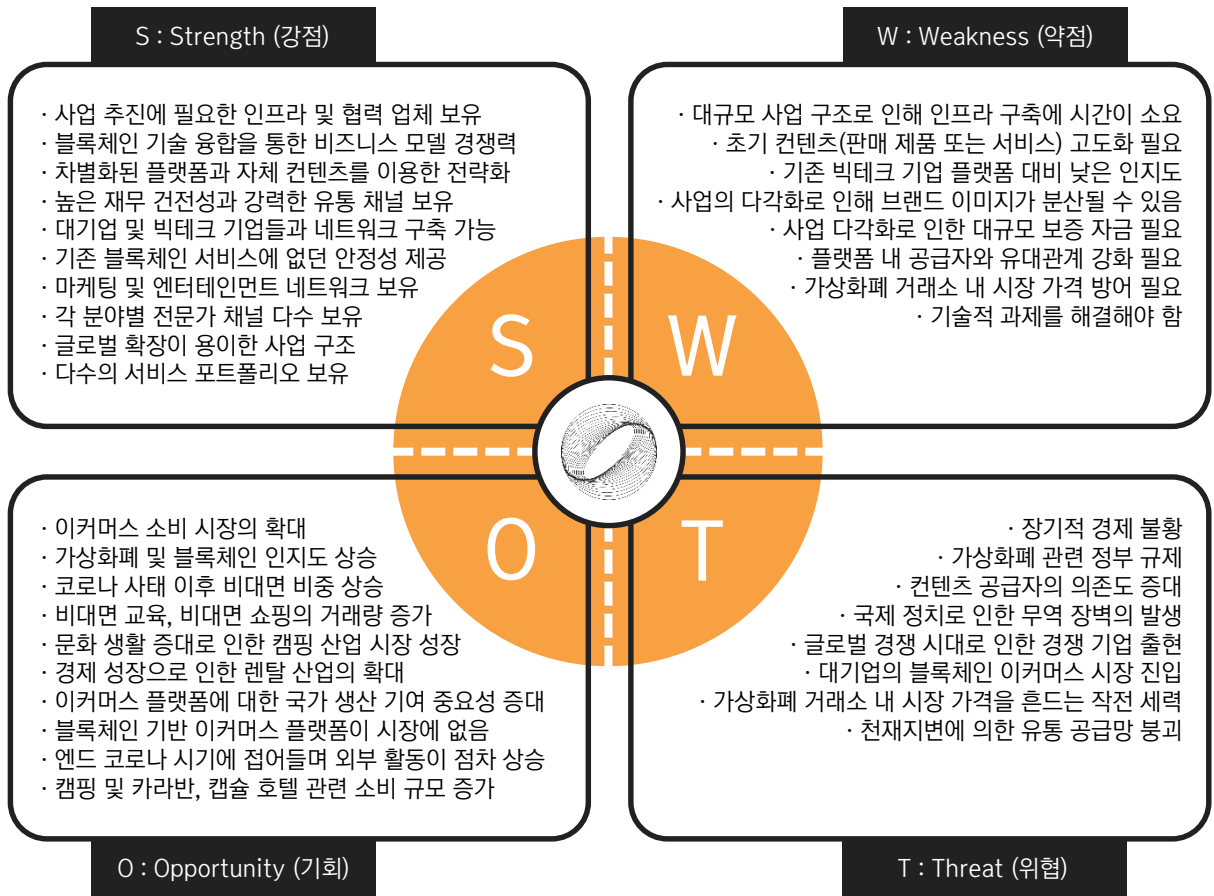 S : Strength (강점)
· 사업 추진에 필요한 인프라 및 협력 업체 보유
· 블록체인 기술 융합을 통한 비즈니스 모델 경쟁력
· 차별화된 플랫폼과 자체 컨텐츠를 이용한 전략화
· 높은 재무 건전성과 강력한 유통 채널 보유
· 대기업 및 빅테크 기업들과 네트워크 구축 가능
· 기존 블록체인 서비스에 없던 안정성 제공
· 마케팅 및 엔터테인먼트 네트워크 보유
· 각 분야별 전문가 채널 다수 보유
· 글로벌 확장이 용이한 사업 구조
· 다수의 서비스 포트폴리오 보유
W : Weakness (약점)
· 대규모 사업 구조로 인해 인프라 구축에 시간이 소요
· 초기 컨텐츠(판매 제품 또는 서비스) 고도화 필요
· 기존 빅테크 기업 플랫폼 대비 낮은 인지도
· 사업의 다각화로 인해 브랜드 이미지가 분산될 수 있음
· 사업 다각화로 인한 대규모 보증 자금 필요
· 플랫폼 내 공급자와 유대관계 강화 필요
· 가상화폐 거래소 내 시장 가격 방어 필요
· 기술적 과제를 해결해야 함
S
W
O
T
· 이커머스 소비 시장의 확대
· 가상화폐 및 블록체인 인지도 상승
· 코로나 사태 이후 비대면 비중 상승
· 비대면 교육, 비대면 쇼핑의 거래량 증가
· 문화 생활 증대로 인한 캠핑 산업 시장 성장
· 경제 성장으로 인한 렌탈 산업의 확대
· 이커머스 플랫폼에 대한 국가 생산 기여 중요성 증대
· 블록체인 기반 이커머스 플랫폼이 시장에 없음
· 엔드 코로나 시기에 접어들며 외부 활동이 점차 상승
· 캠핑 및 카라반, 캡슐 호텔 관련 소비 규모 증가
O : Opportunity (기회)
· 장기적 경제 불황
· 가상화폐 관련 정부 규제
· 컨텐츠 공급자의 의존도 증대
· 국제 정치로 인한 무역 장벽의 발생
· 글로벌 경쟁 시대로 인한 경쟁 기업 출현
· 대기업의 블록체인 이커머스 시장 진입
· 가상화폐 거래소 내 시장 가격을 흔드는 작전 세력
· 천재지변에 의한 유통 공급망 붕괴
T : Threat (위협)